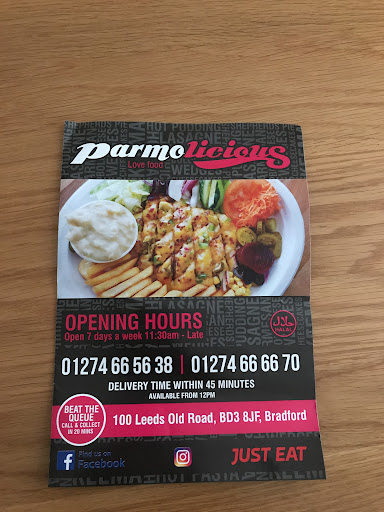 Parmolicious
Love food
OPENING HOURS
Open 7 days a week 11:30am - Late
حلال
HALAL
01274 66 56 38 | 01274 66 66 70
DELIVERY TIME WITHIN 45 MINUTES
AVAILABLE FROM 12PM
BEAT THE
QUEUE
CALL & COLLECT
IN 20 MINS
100 Leeds Old Road, BD3 8JF, Bradford
f Find us on
Facebook
JUST EAT